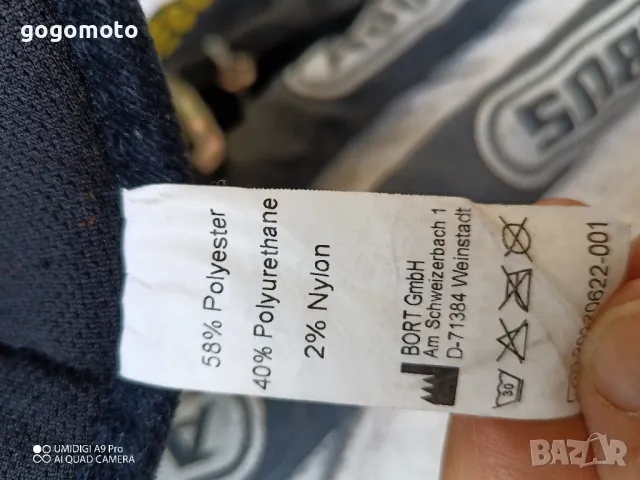 gogomoto
58% Polyester
40% Polyurethane
2% Nylon
BORT GmbH
Am Schweizerbach 1
D-71384 Weinstadt
30
UMIDIGI A9 Pro
AI QUAD CAMERA
BAZAR